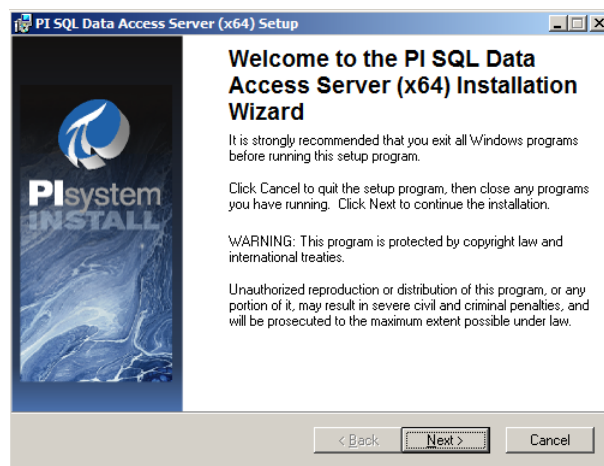 PI SQL Data Access Server (x64) Setup
Welcome to the PI SQL Data
Access Server (x64) Installation
Wizard
It is strongly recommended that you exit all Windows programs
before running this setup program.
Click Cancel to quit the setup program, then close any programs
you have running. Click Next to continue the installation.
WARNING: This program is protected by copyright law and
international treaties.
Unauthorized reproduction or distribution of this program, or any
portion of it, may result in severe civil and criminal penalties, and
will be prosecuted to the maximum extent possible under law.
PIsystem
INSTALL
< Back
Next >
Cancel